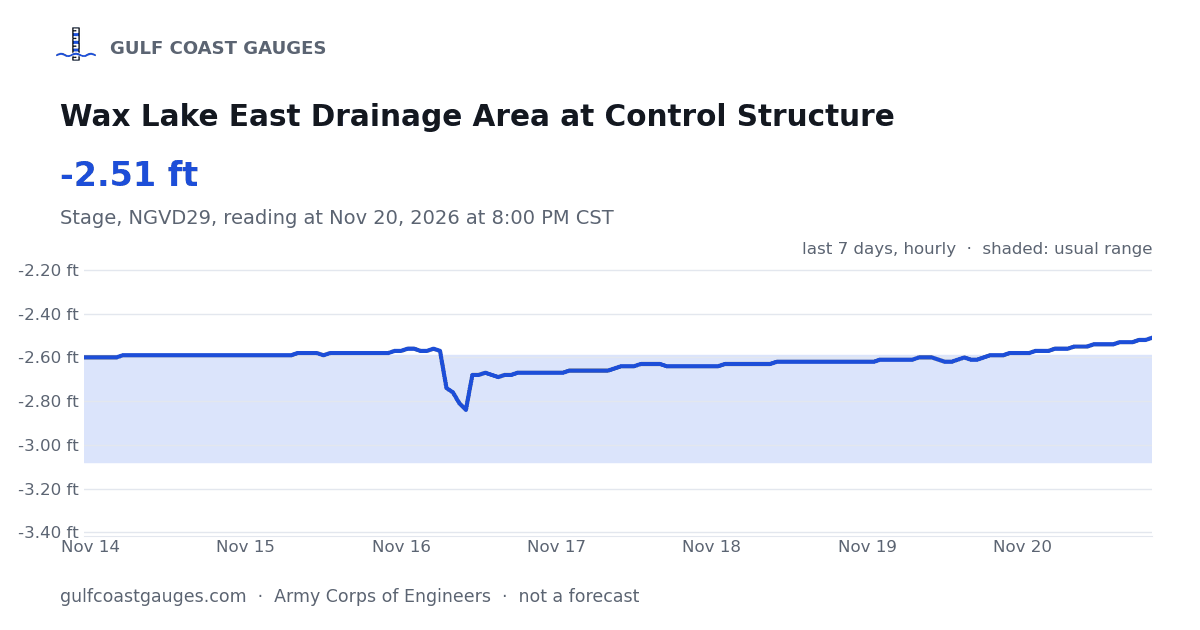 GULF COAST GAUGES
Wax Lake East Drainage Area at Control Structure
-2.51 ft
Stage, NGVD29, reading at Nov 20, 2026 at 8:00 PM CST
last 7 days, hourly · shaded: usual range
-2.20 ft
-2.40 ft
-2.60 ft
-2.80 ft
-3.00 ft
-3.20 ft
-3.40 ft
Nov 14 Nov 15 Nov 16 Nov 17 Nov 18 Nov 19 Nov 20
gulfcoastgauges.com · Army Corps of Engineers · not a forecast